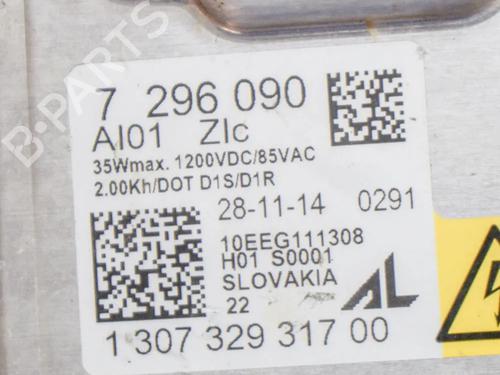 B-PARTS
7 296 090
AI01 ZIc
35Wmax. 1200VDC/85VAC
2.00Kh/DOT D1S/D1R
28-11-14 0291
10EEG111308
H01 S0001
SLOVAKIA
22
AL
1 307 329 317 00